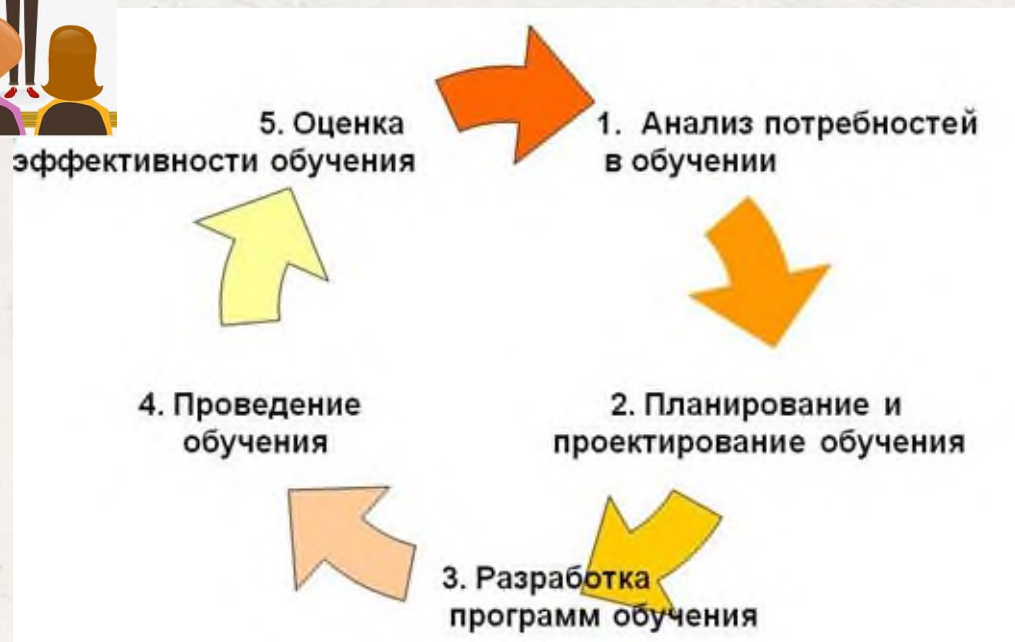 1. Анализ потребностей
в обучении
2. Планирование и
проектирование обучения
3. Разработка
программ обучения
4. Проведение
обучения
5. Оценка
эффективности обучения